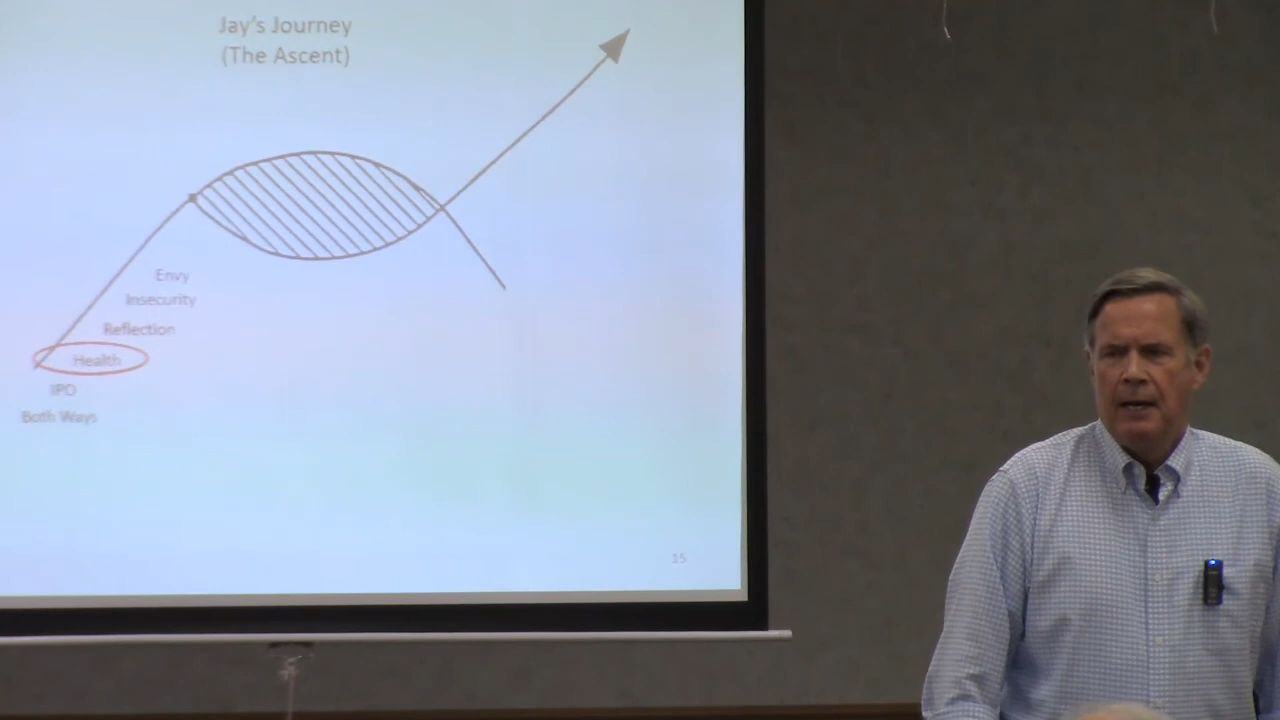 Jay's Journey
(The Ascent)
Envy
Insecurity
Reflection
Health
IPO
Both Ways
15